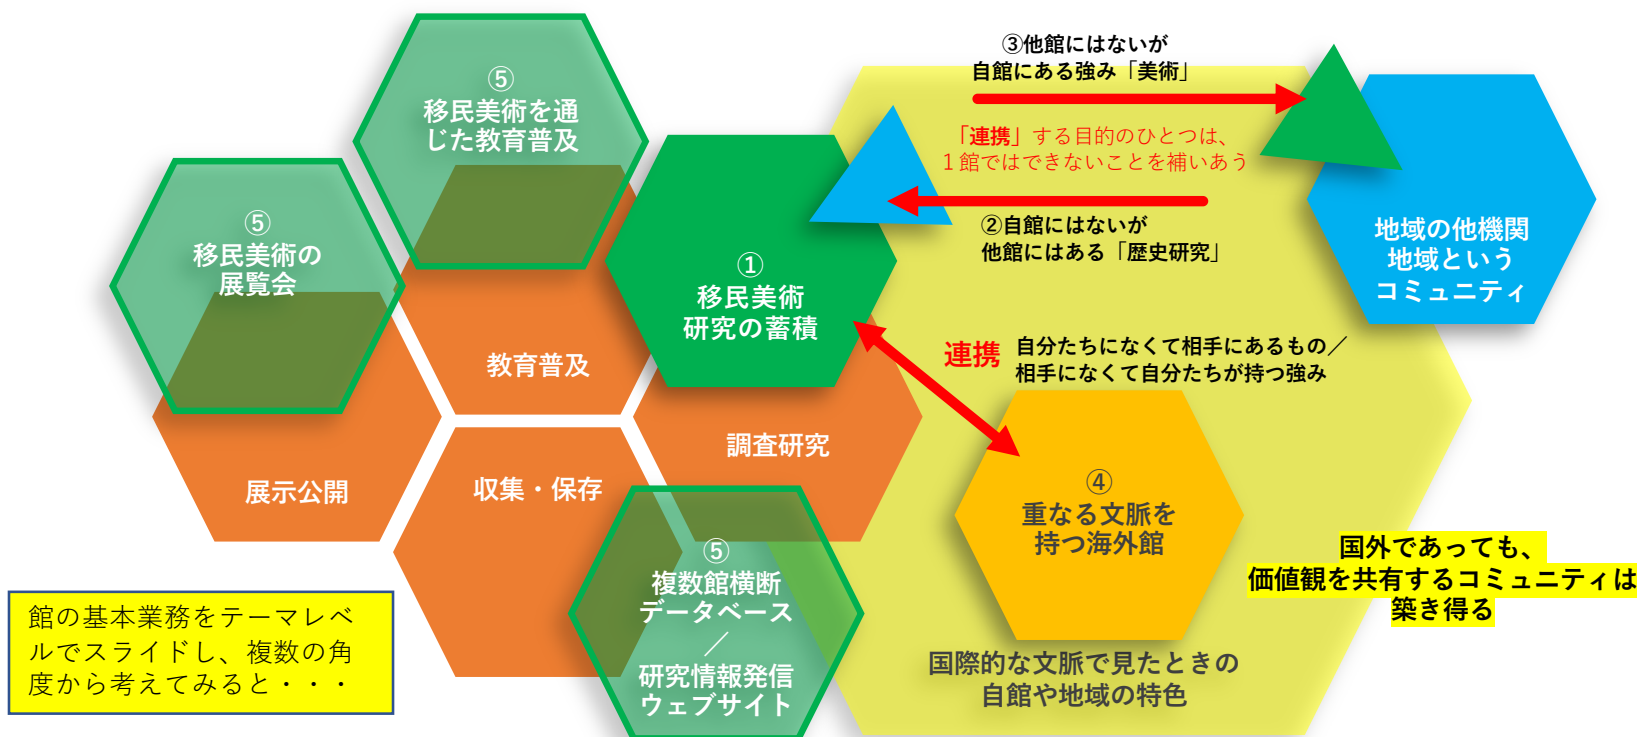 ⑤
移民美術を通
じた教育普及
⑤
移民美術の
展覧会
①
移民美術
研究の蓄積
③他館にはないが
自館にある強み「美術」
「連携」する目的のひとつは、
１館ではできないことを補いあう
②自館にはないが
他館にはある「歴史研究」
地域の他機関
地域という
コミュニティ
連携
自分たちになくて相手にあるもの／
相手になくて自分たちが持つ強み
教育普及
調査研究
展示公開
収集・保存
④
重なる文脈を
持つ海外館
⑤
複数館横断
データベース
／
研究情報発信
ウェブサイト
国際的な文脈で見たときの
自館や地域の特色
国外であっても、
価値観を共有するコミュニティは
築き得る
館の基本業務をテーマレベ
ルでスライドし、複数の角
度から考えてみると・・・